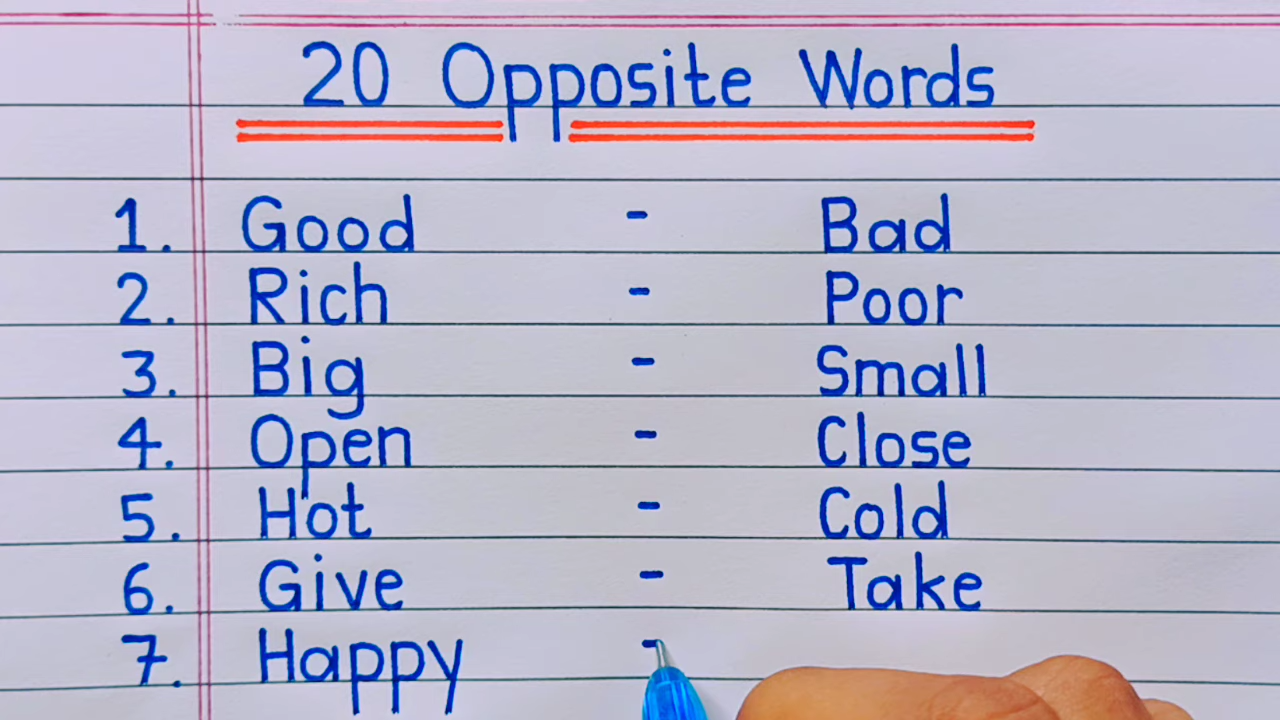 20 Opposite Words
1. Good - Bad
2. Rich - Poor
3. Big - Small
4. Open - Close
5. Hot - Cold
6. Give - Take
7. Happy -